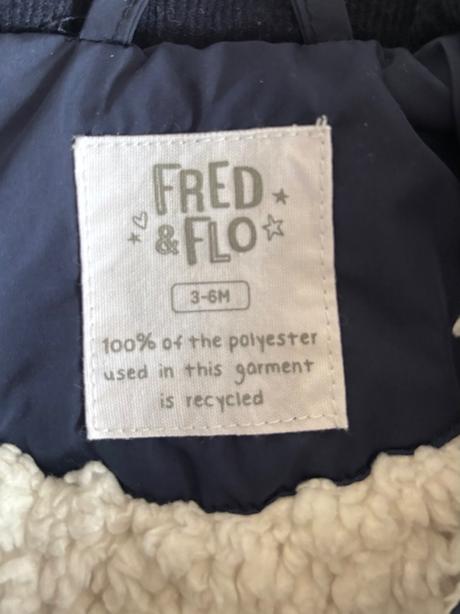 FRED
& FLO
3-6M
100% of the polyester
used in this garment
is recycled